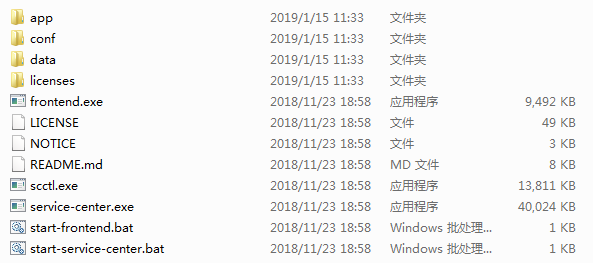 app 2019/1/15 11:33 文件夹
conf 2019/1/15 11:33 文件夹
data 2019/1/15 11:33 文件夹
licenses 2019/1/15 11:33 文件夹
frontend.exe 2018/11/23 18:58 应用程序 9,492 KB
LICENSE 2018/11/23 18:58 文件 49 KB
NOTICE 2018/11/23 18:58 文件 3 KB
README.md 2018/11/23 18:58 MD 文件 8 KB
scctl.exe 2018/11/23 18:58 应用程序 13,811 KB
service-center.exe 2018/11/23 18:58 应用程序 40,024 KB
start-frontend.bat 2018/11/23 18:58 Windows 批处理... 1 KB
start-service-center.bat 2018/11/23 18:58 Windows 批处理... 1 KB